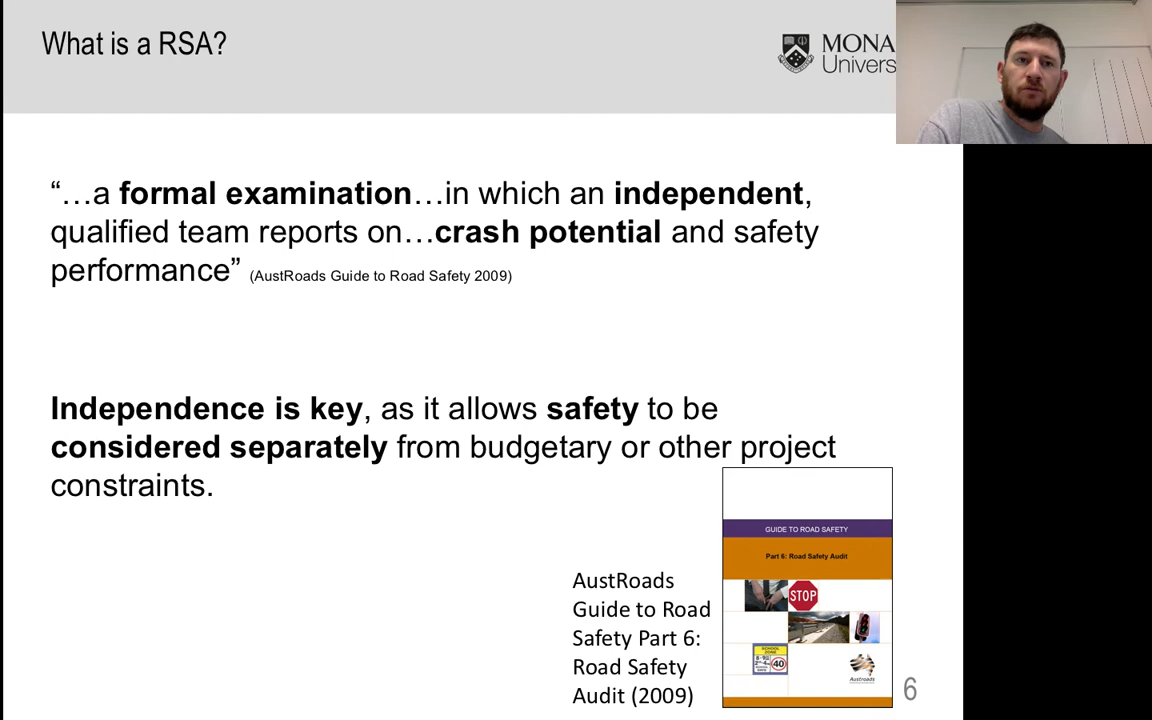 What is a RSA?
MONA
Univers
“…a formal examination…in which an independent,
qualified team reports on…crash potential and safety
performance” (AustRoads Guide to Road Safety 2009)
Independence is key, as it allows safety to be
considered separately from budgetary or other project
constraints.
AustRoads
Guide to Road
Safety Part 6:
Road Safety
Audit (2009)
GUIDE TO ROAD SAFETY
Part 6: Road Safety Audit
STOP
SCHOOL
ZONE
40
Austroads
6